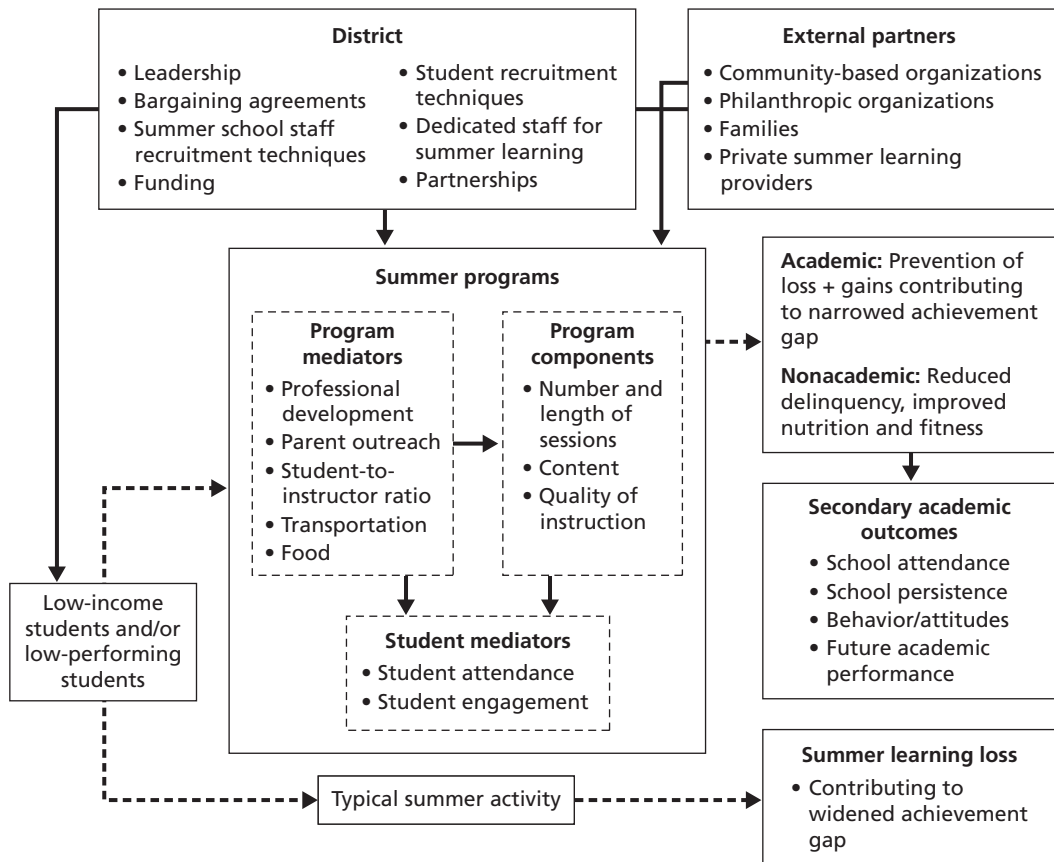 District
• Leadership
• Bargaining agreements
• Summer school staff
recruitment techniques
• Funding
• Student recruitment
techniques
• Dedicated staff for
summer learning
• Partnerships
External partners
• Community-based organizations
• Philanthropic organizations
• Families
• Private summer learning
providers
Summer programs
Program
mediators
• Professional
development
• Parent outreach
• Student-to-
instructor ratio
• Transportation
• Food
Program
components
• Number and
length of
sessions
• Content
• Quality of
instruction
Student mediators
• Student attendance
• Student engagement
Academic: Prevention of
loss + gains contributing
to narrowed achievement
gap
Nonacademic: Reduced
delinquency, improved
nutrition and fitness
Secondary academic
outcomes
• School attendance
• School persistence
• Behavior/attitudes
• Future academic
performance
Low-income
students and/or
low-performing
students
Typical summer activity
Summer learning loss
• Contributing to
widened achievement
gap